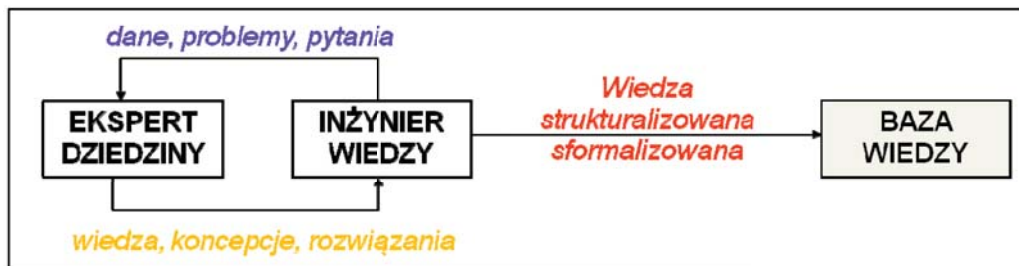 dane, problemy, pytania
EKSPERT
DZIEDZINY
INŻYNIER
WIEDZY
Wiedza
strukturalizowana
sformalizowana
BAZA
WIEDZY
wiedza, koncepcje, rozwiązania